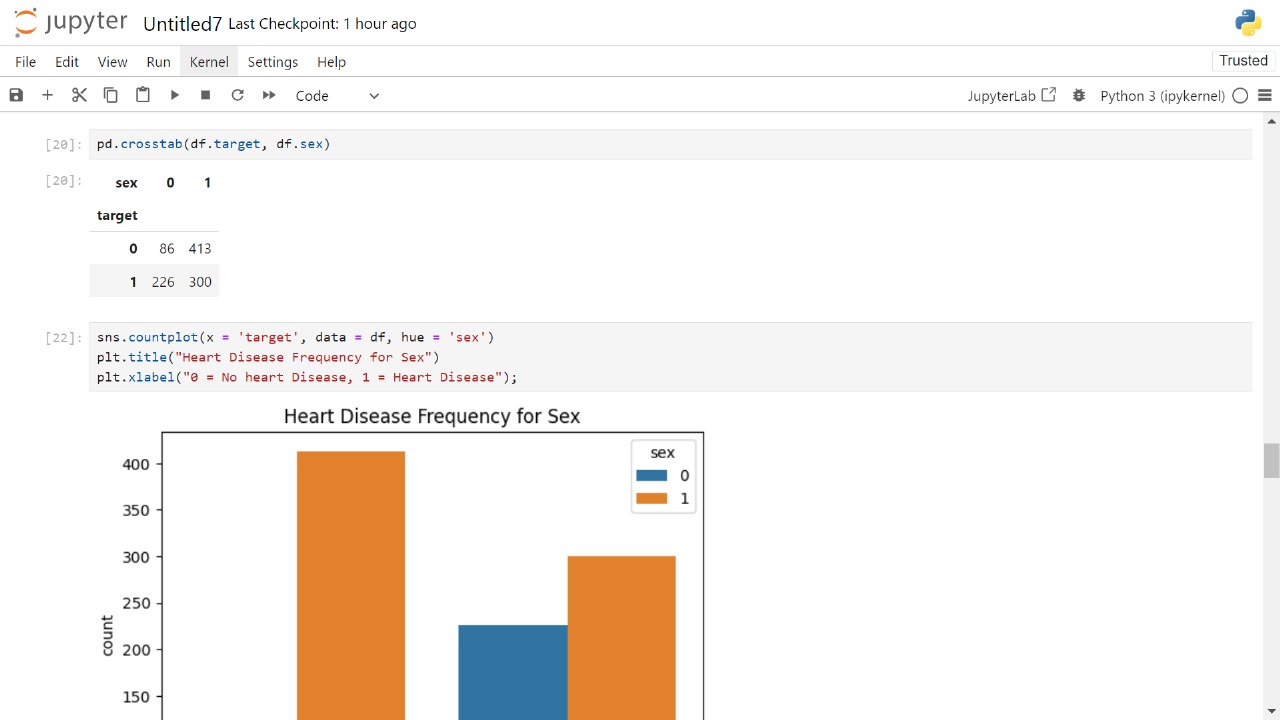 jupyter Untitled7 Last Checkpoint: 1 hour ago
File Edit View Run Kernel Settings Help Trusted
Code JupyterLab Python 3 (ipykernel)
[20]: pd.crosstab(df.target, df.sex)
[20]: sex 0 1
target
0 86 413
1 226 300
[22]: sns.countplot(x = 'target', data = df, hue = 'sex')
plt.title("Heart Disease Frequency for Sex")
plt.xlabel("0 = No heart Disease, 1 = Heart Disease");
Heart Disease Frequency for Sex
sex
0
1
400
350
300
250
200
150
count